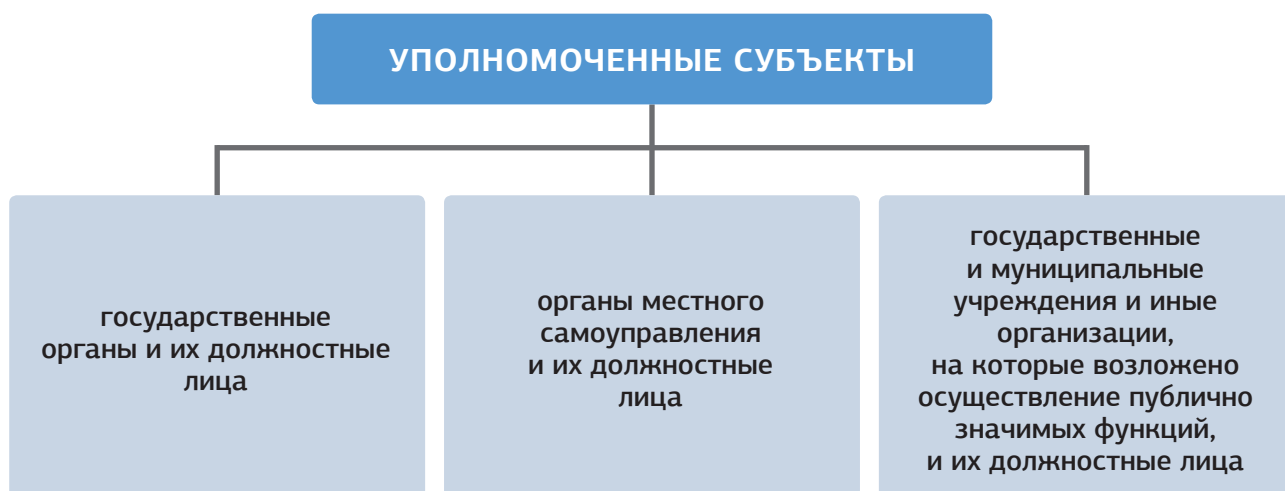 УПОЛНОМОЧЕННЫЕ СУБЪЕКТЫ
государственные
органы и их должностные
лица
органы местного
самоуправления
и их должностные
лица
государственные
и муниципальные
учреждения и иные
организации,
на которые возложено
осуществление публично
значимых функций,
и их должностные лица